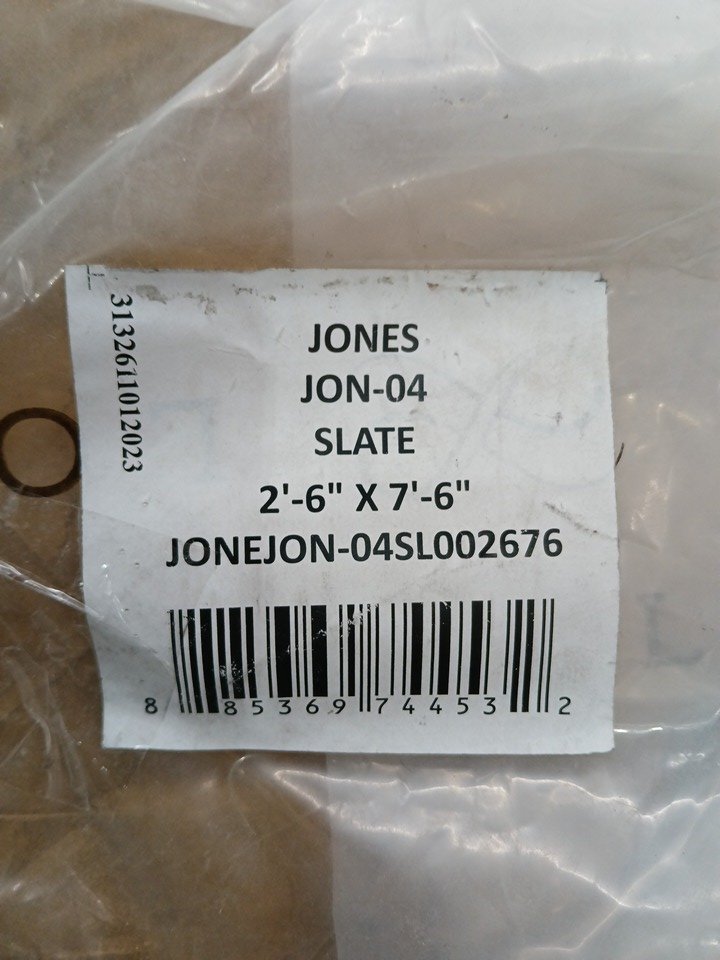 3132611012023
JONES
JON-04
SLATE
2'-6" X 7'-6"
JONEJON-04SL002676
8 85369 74453 2